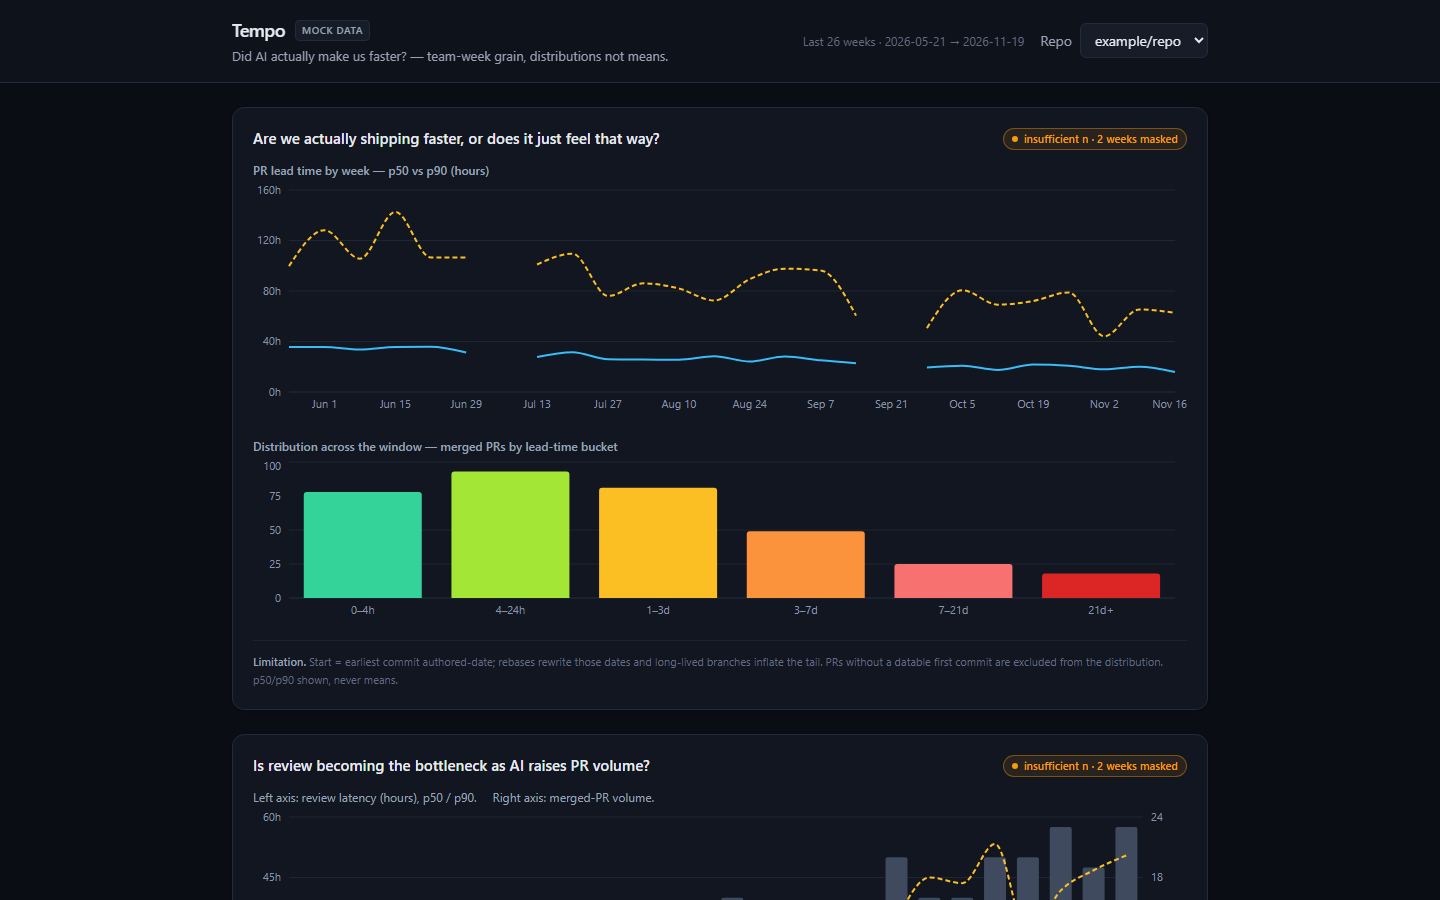 Tempo MOCK DATA
Did AI actually make us faster? — team-week grain, distributions not means.
Last 26 weeks · 2026-05-21 → 2026-11-19 Repo example/repo
Are we actually shipping faster, or does it just feel that way?
insufficient n · 2 weeks masked
PR lead time by week — p50 vs p90 (hours)
160h
120h
80h
40h
0h
Jun 1 Jun 15 Jun 29 Jul 13 Jul 27 Aug 10 Aug 24 Sep 7 Sep 21 Oct 5 Oct 19 Nov 2 Nov 16
Distribution across the window — merged PRs by lead-time bucket
100
75
50
25
0
0–4h 4–24h 1–3d 3–7d 7–21d 21d+
Limitation. Start = earliest commit authored-date; rebases rewrite those dates and long-lived branches inflate the tail. PRs without a datable first commit are excluded from the distribution.
p50/p90 shown, never means.
Is review becoming the bottleneck as AI raises PR volume?
insufficient n · 2 weeks masked
Left axis: review latency (hours), p50 / p90. Right axis: merged-PR volume.
60h 24
45h 18